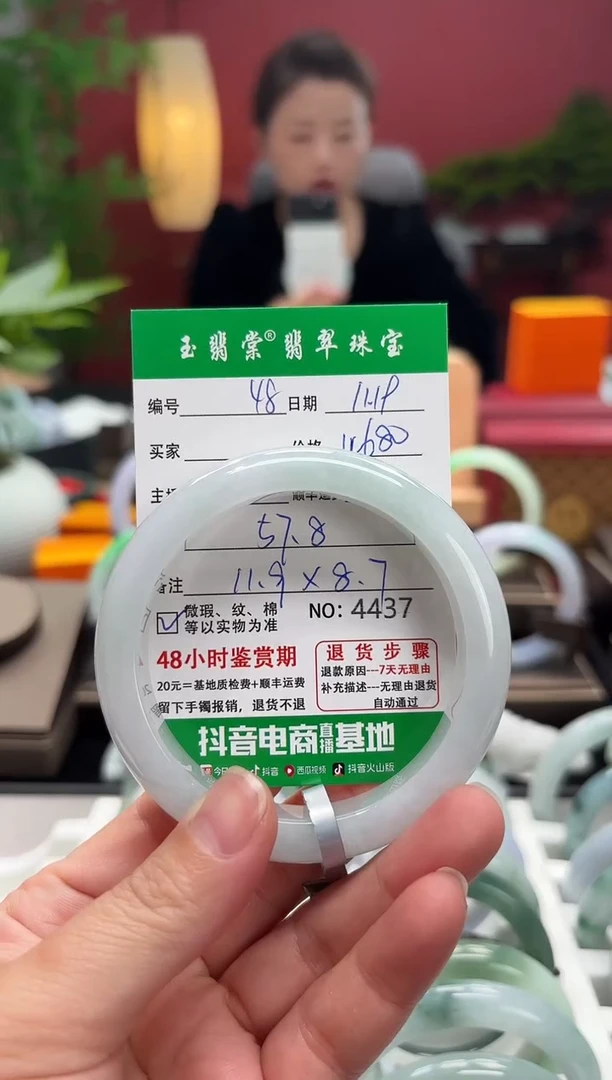 玉翡棠® 翡翠珠宝
编号 48 日期 11.19
买家
57.8
备注 11.9 × 8.7
微瑕、纹、棉
等以实物为准
NO: 4437
48小时鉴赏期
20元=基地质检费+顺丰运费
留下手镯报销，退货不退
退货步骤
退款原因---7天无理由
补充描述---无理由退货
自动通过
抖音电商直播基地
抖音 西瓜视频 抖音火山版